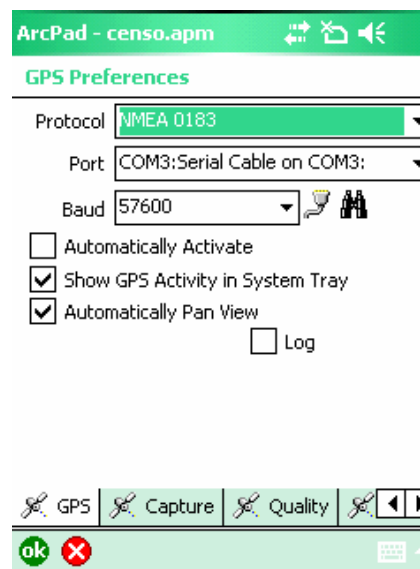 ArcPad - censo.apm
GPS Preferences
Protocol NMEA 0183
Port COM3:Serial Cable on COM3:
Baud 57600
Automatically Activate
Show GPS Activity in System Tray
Automatically Pan View
Log
GPS Capture Quality
ok